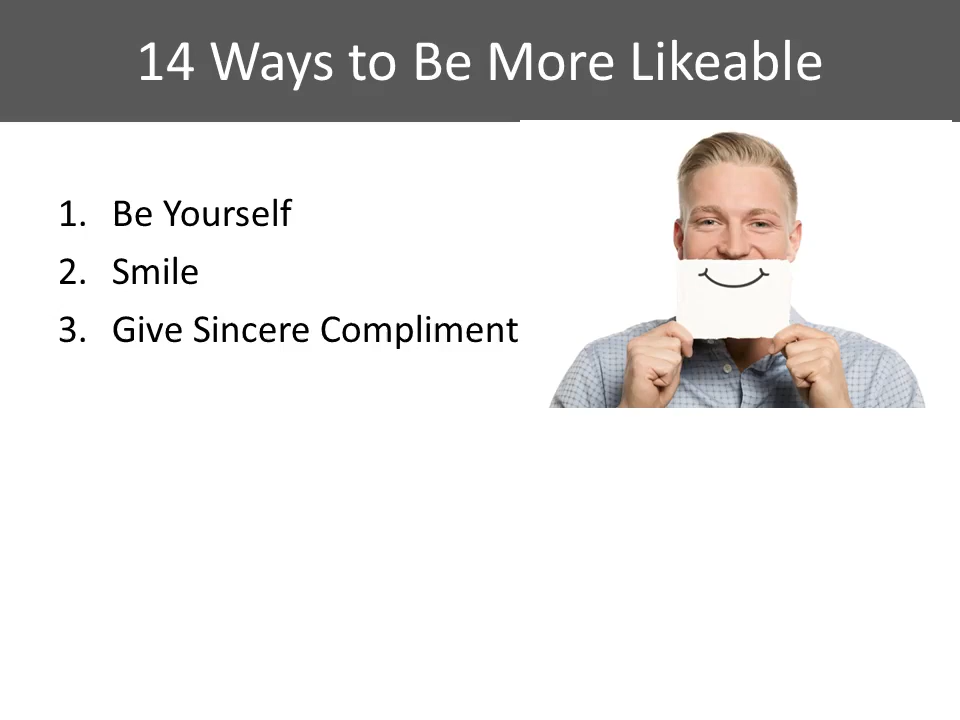 14 Ways to Be More Likeable
1. Be Yourself
2. Smile
3. Give Sincere Compliment